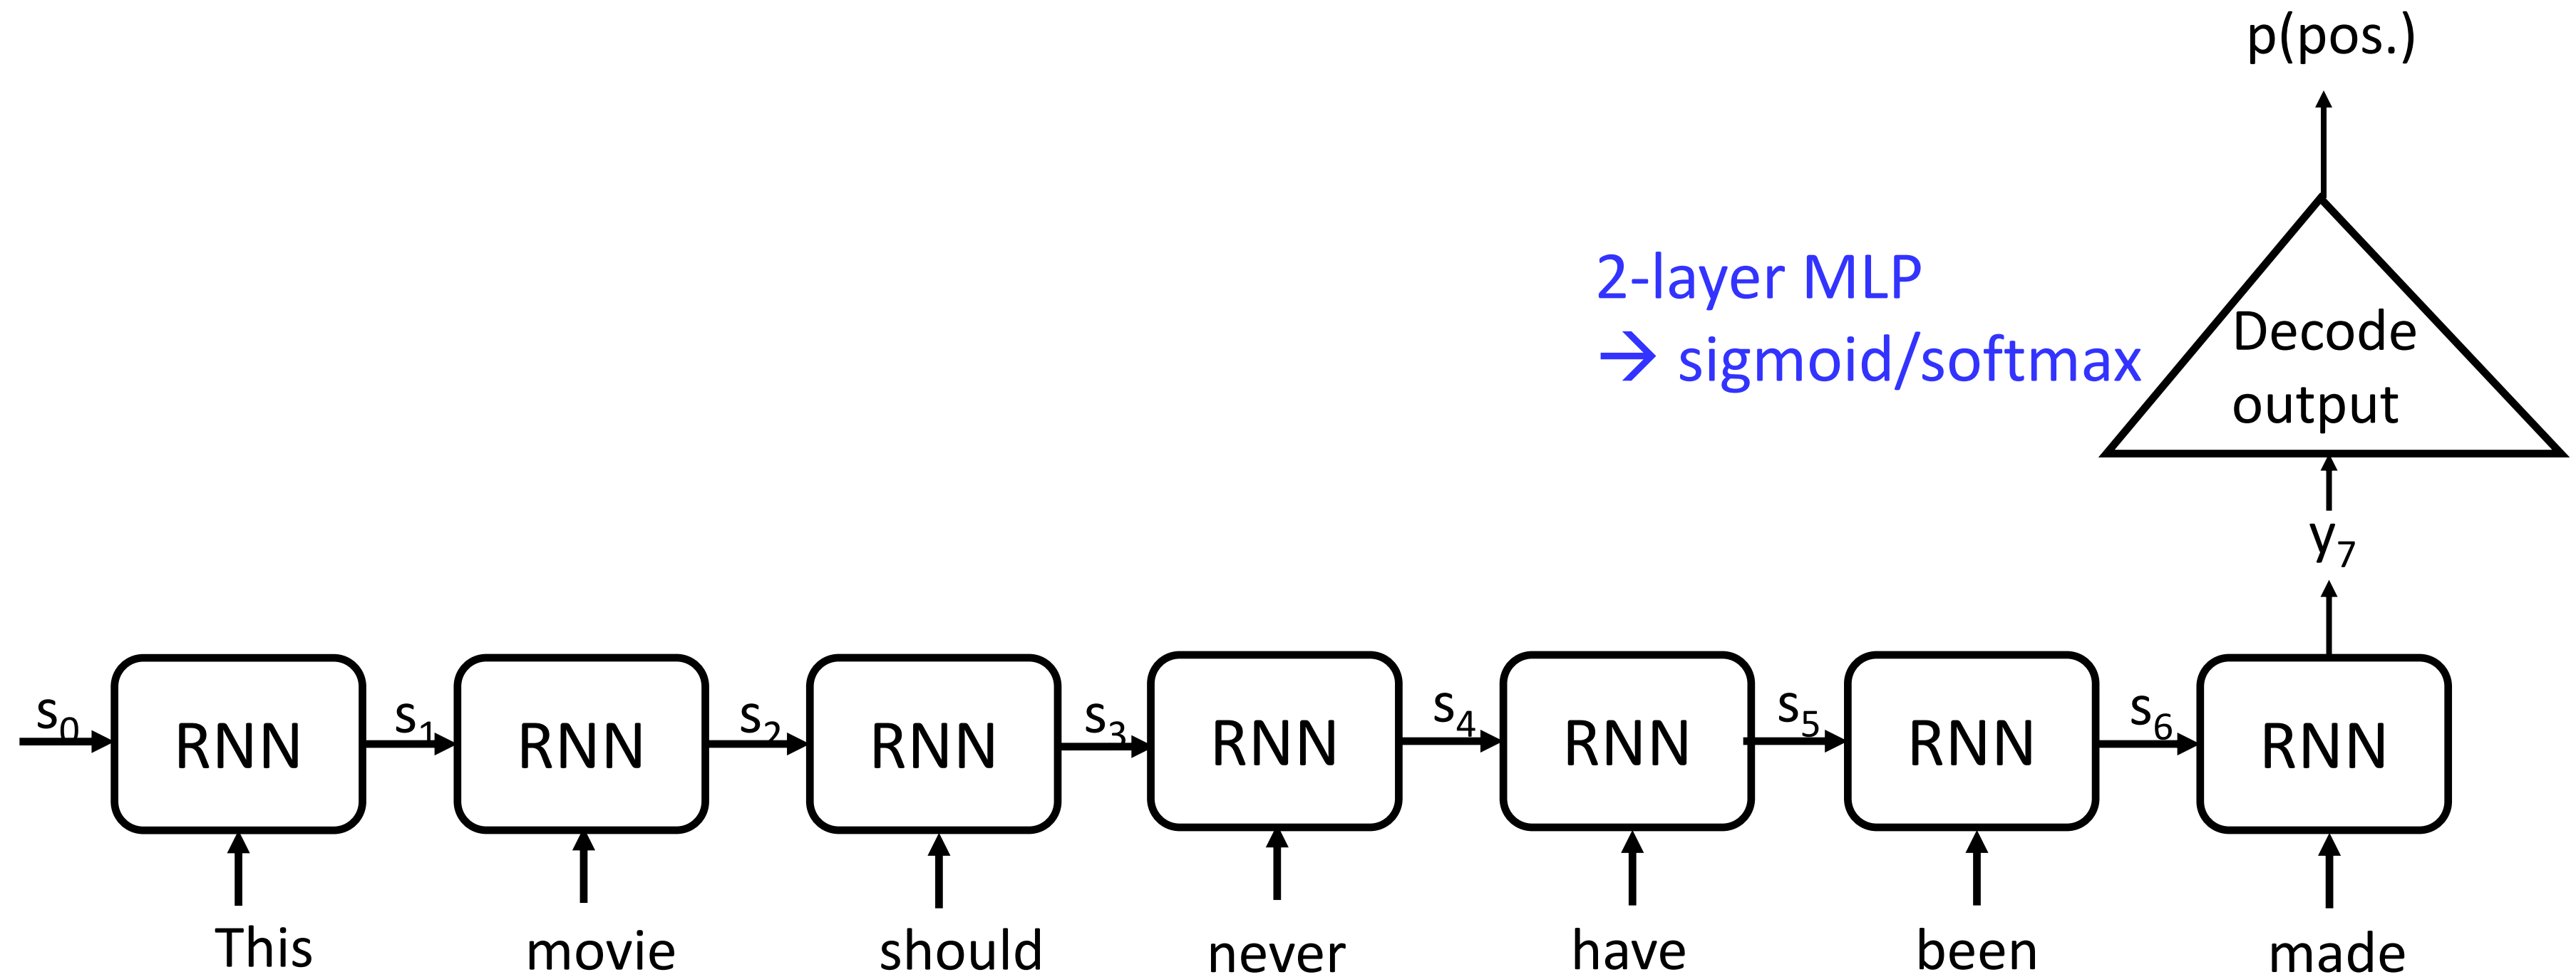 p(pos.)
2-layer MLP
→ sigmoid/softmax
Decode
output
y₇
s₀ RNN s₁ RNN s₂ RNN s₃ RNN s₄ RNN s₅ RNN s₆ RNN
This movie should never have been made